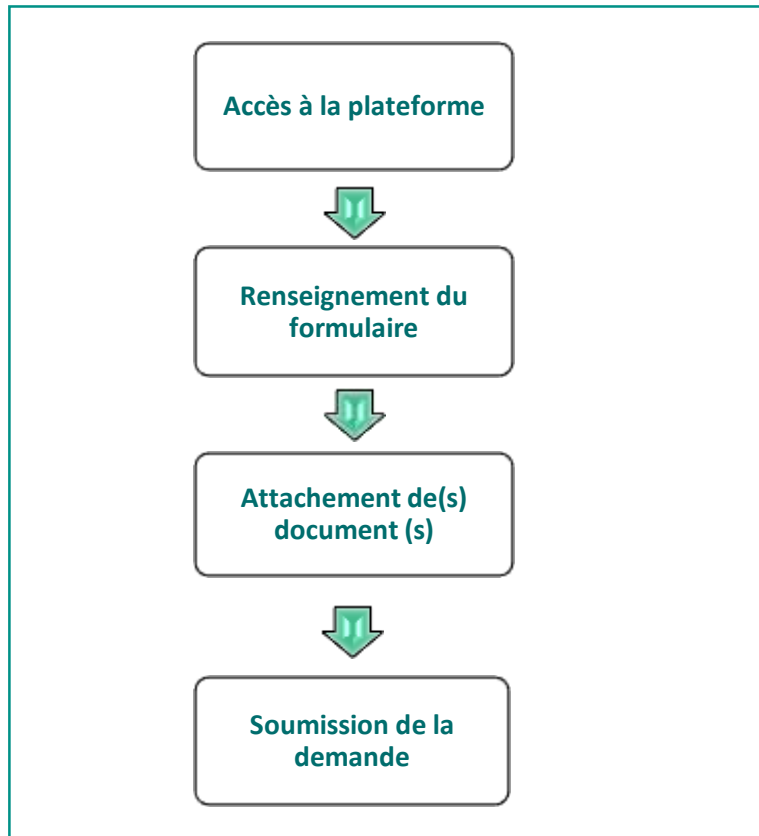 Accès à la plateforme
Renseignement du
formulaire
Attachement de(s)
document (s)
Soumission de la
demande